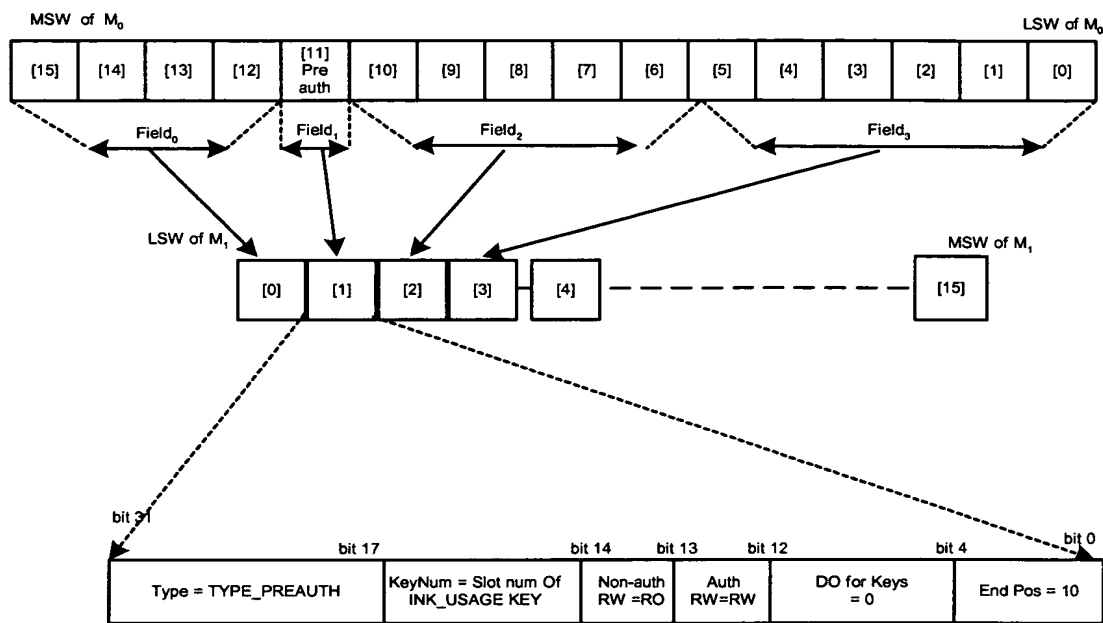 MSW of M0
LSW of M0
[15] [14] [13] [12] [11] Pre auth [10] [9] [8] [7] [6] [5] [4] [3] [2] [1] [0]
Field0 Field1 Field2 Field3
LSW of M1
MSW of M1
[0] [1] [2] [3] [4] [15]
bit 31 bit 17 bit 14 bit 13 bit 12 bit 4 bit 0
Type = TYPE_PREAUTH
KeyNum = Slot num Of
INK_USAGE KEY
Non-auth
RW =RO
Auth
RW=RW
DO for Keys
= 0
End Pos = 10